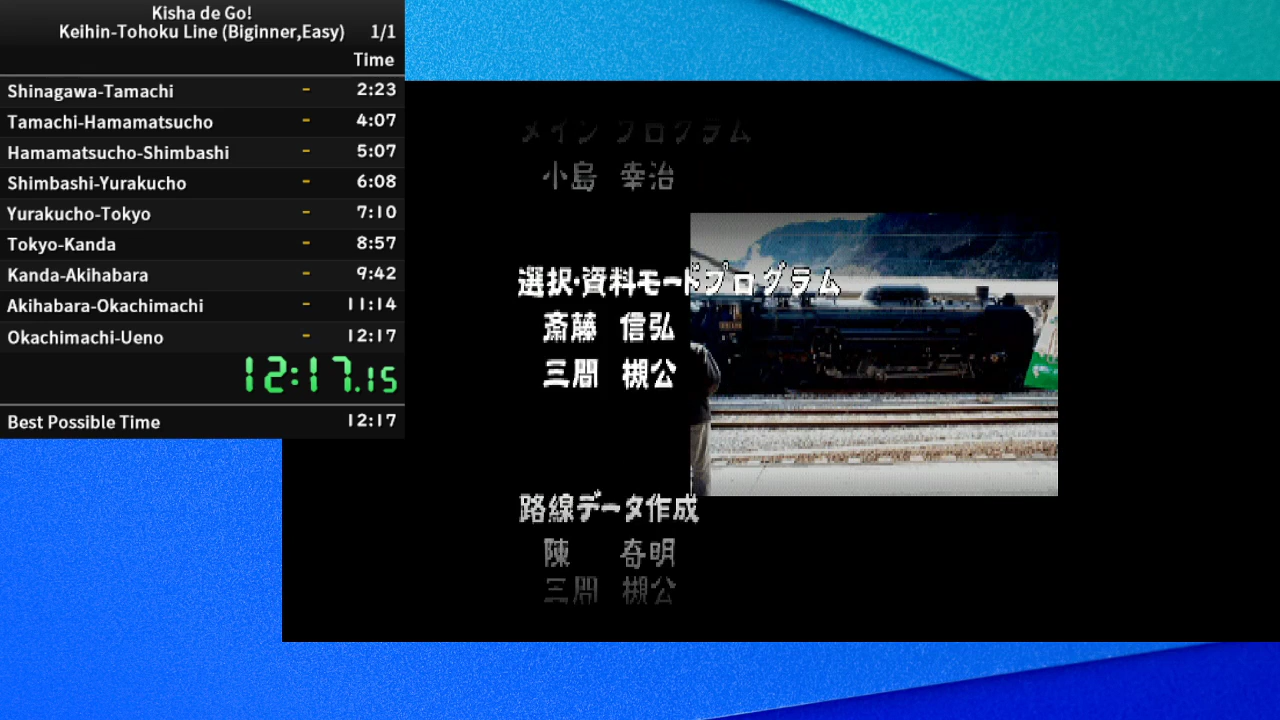 Kisha de Go!
Keihin-Tohoku Line (Biginner,Easy) 1/1
Time
Shinagawa-Tamachi - 2:23
Tamachi-Hamamatsucho - 4:07
Hamamatsucho-Shimbashi - 5:07
Shimbashi-Yurakucho - 6:08
Yurakucho-Tokyo - 7:10
Tokyo-Kanda - 8:57
Kanda-Akihabara - 9:42
Akihabara-Okachimachi - 11:14
Okachimachi-Ueno - 12:17
12:17.15
Best Possible Time 12:17
メイン プログラム
小島 幸治
選択・資料モードプログラム
斎藤 信弘
三間 槻公
路線データ作成
陳 春明
三間 槻公